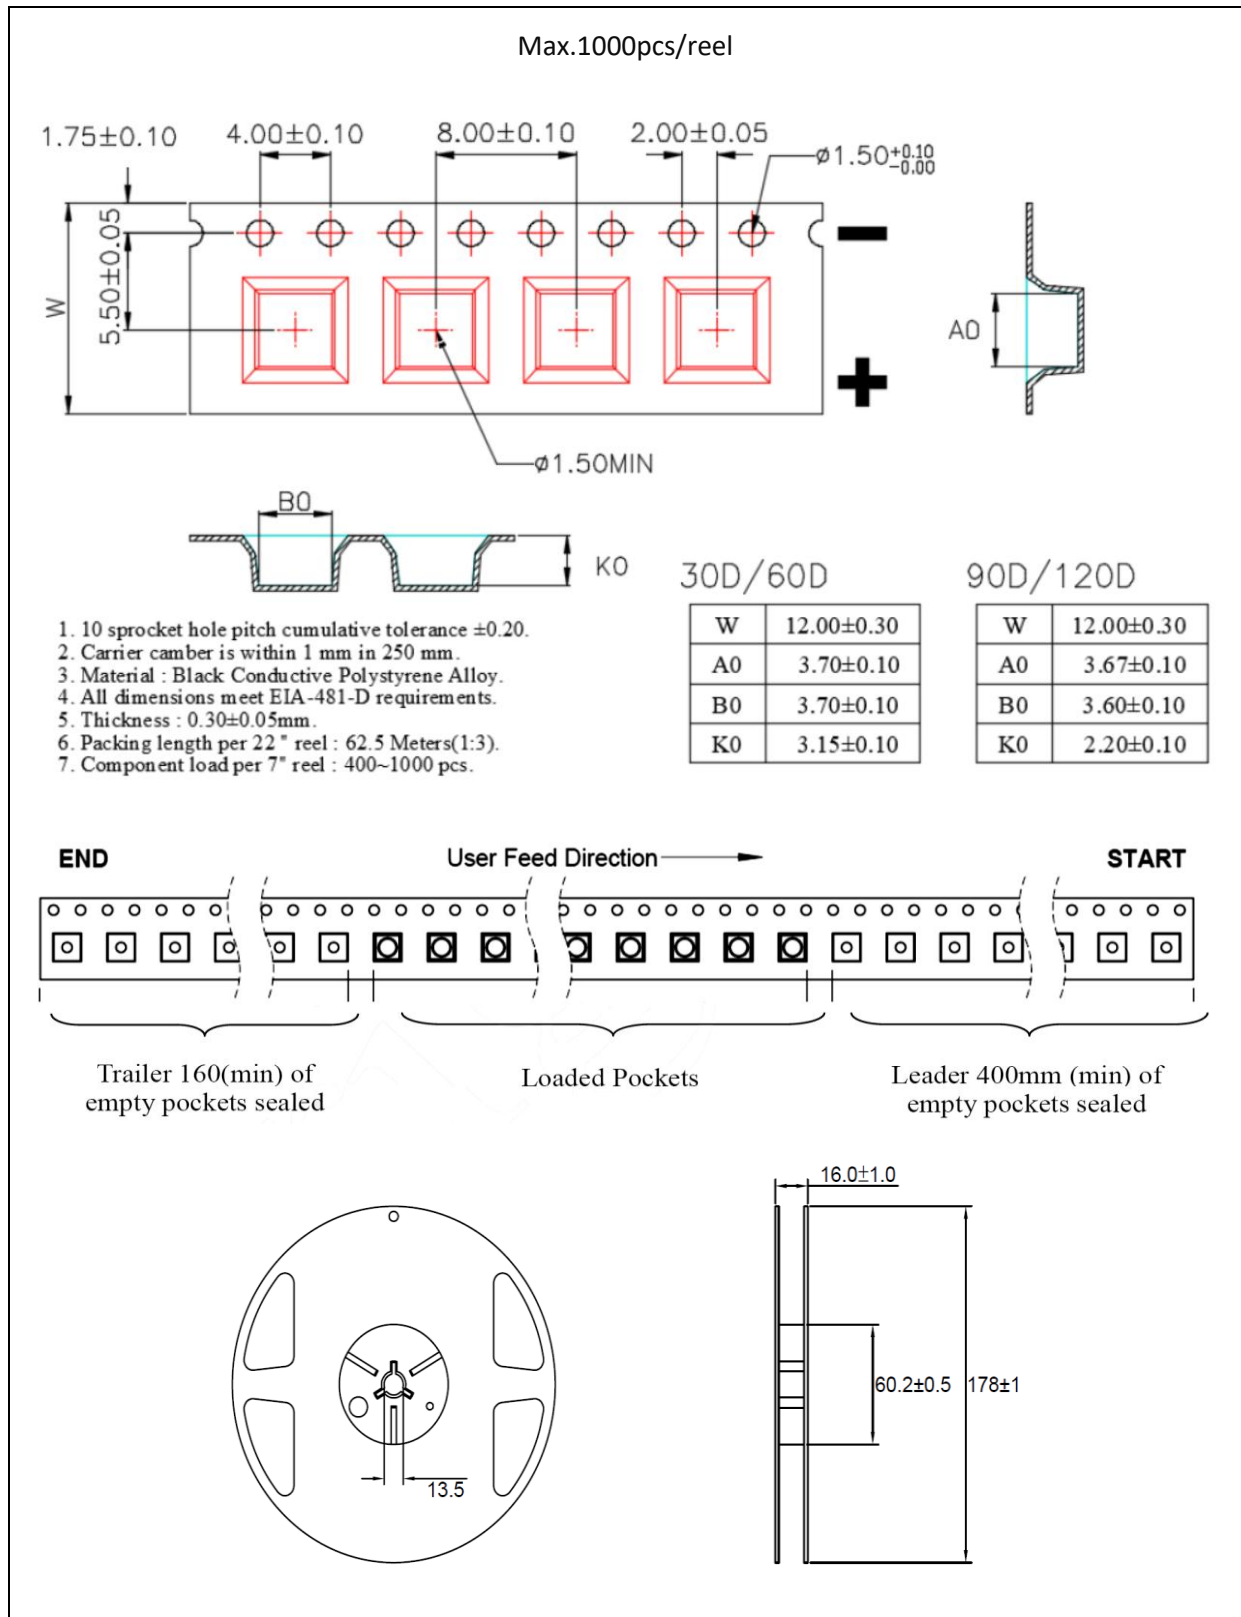 Max.1000pcs/reel
1.75±0.10 4.00±0.10 8.00±0.10 2.00±0.05
ø1.50+0.10 -0.00
5.50±0.05
W
A0
ø1.50MIN
B0
K0
30D/60D
W 12.00±0.30
A0 3.70±0.10
B0 3.70±0.10
K0 3.15±0.10
90D/120D
W 12.00±0.30
A0 3.67±0.10
B0 3.60±0.10
K0 2.20±0.10
1. 10 sprocket hole pitch cumulative tolerance ±0.20.
2. Carrier camber is within 1 mm in 250 mm.
3. Material : Black Conductive Polystyrene Alloy.
4. All dimensions meet EIA-481-D requirements.
5. Thickness : 0.30±0.05mm.
6. Packing length per 22 " reel : 62.5 Meters(1:3).
7. Component load per 7" reel : 400~1000 pcs.
END User Feed Direction START
Trailer 160(min) of
empty pockets sealed
Loaded Pockets
Leader 400mm (min) of
empty pockets sealed
16.0±1.0
60.2±0.5 178±1
13.5